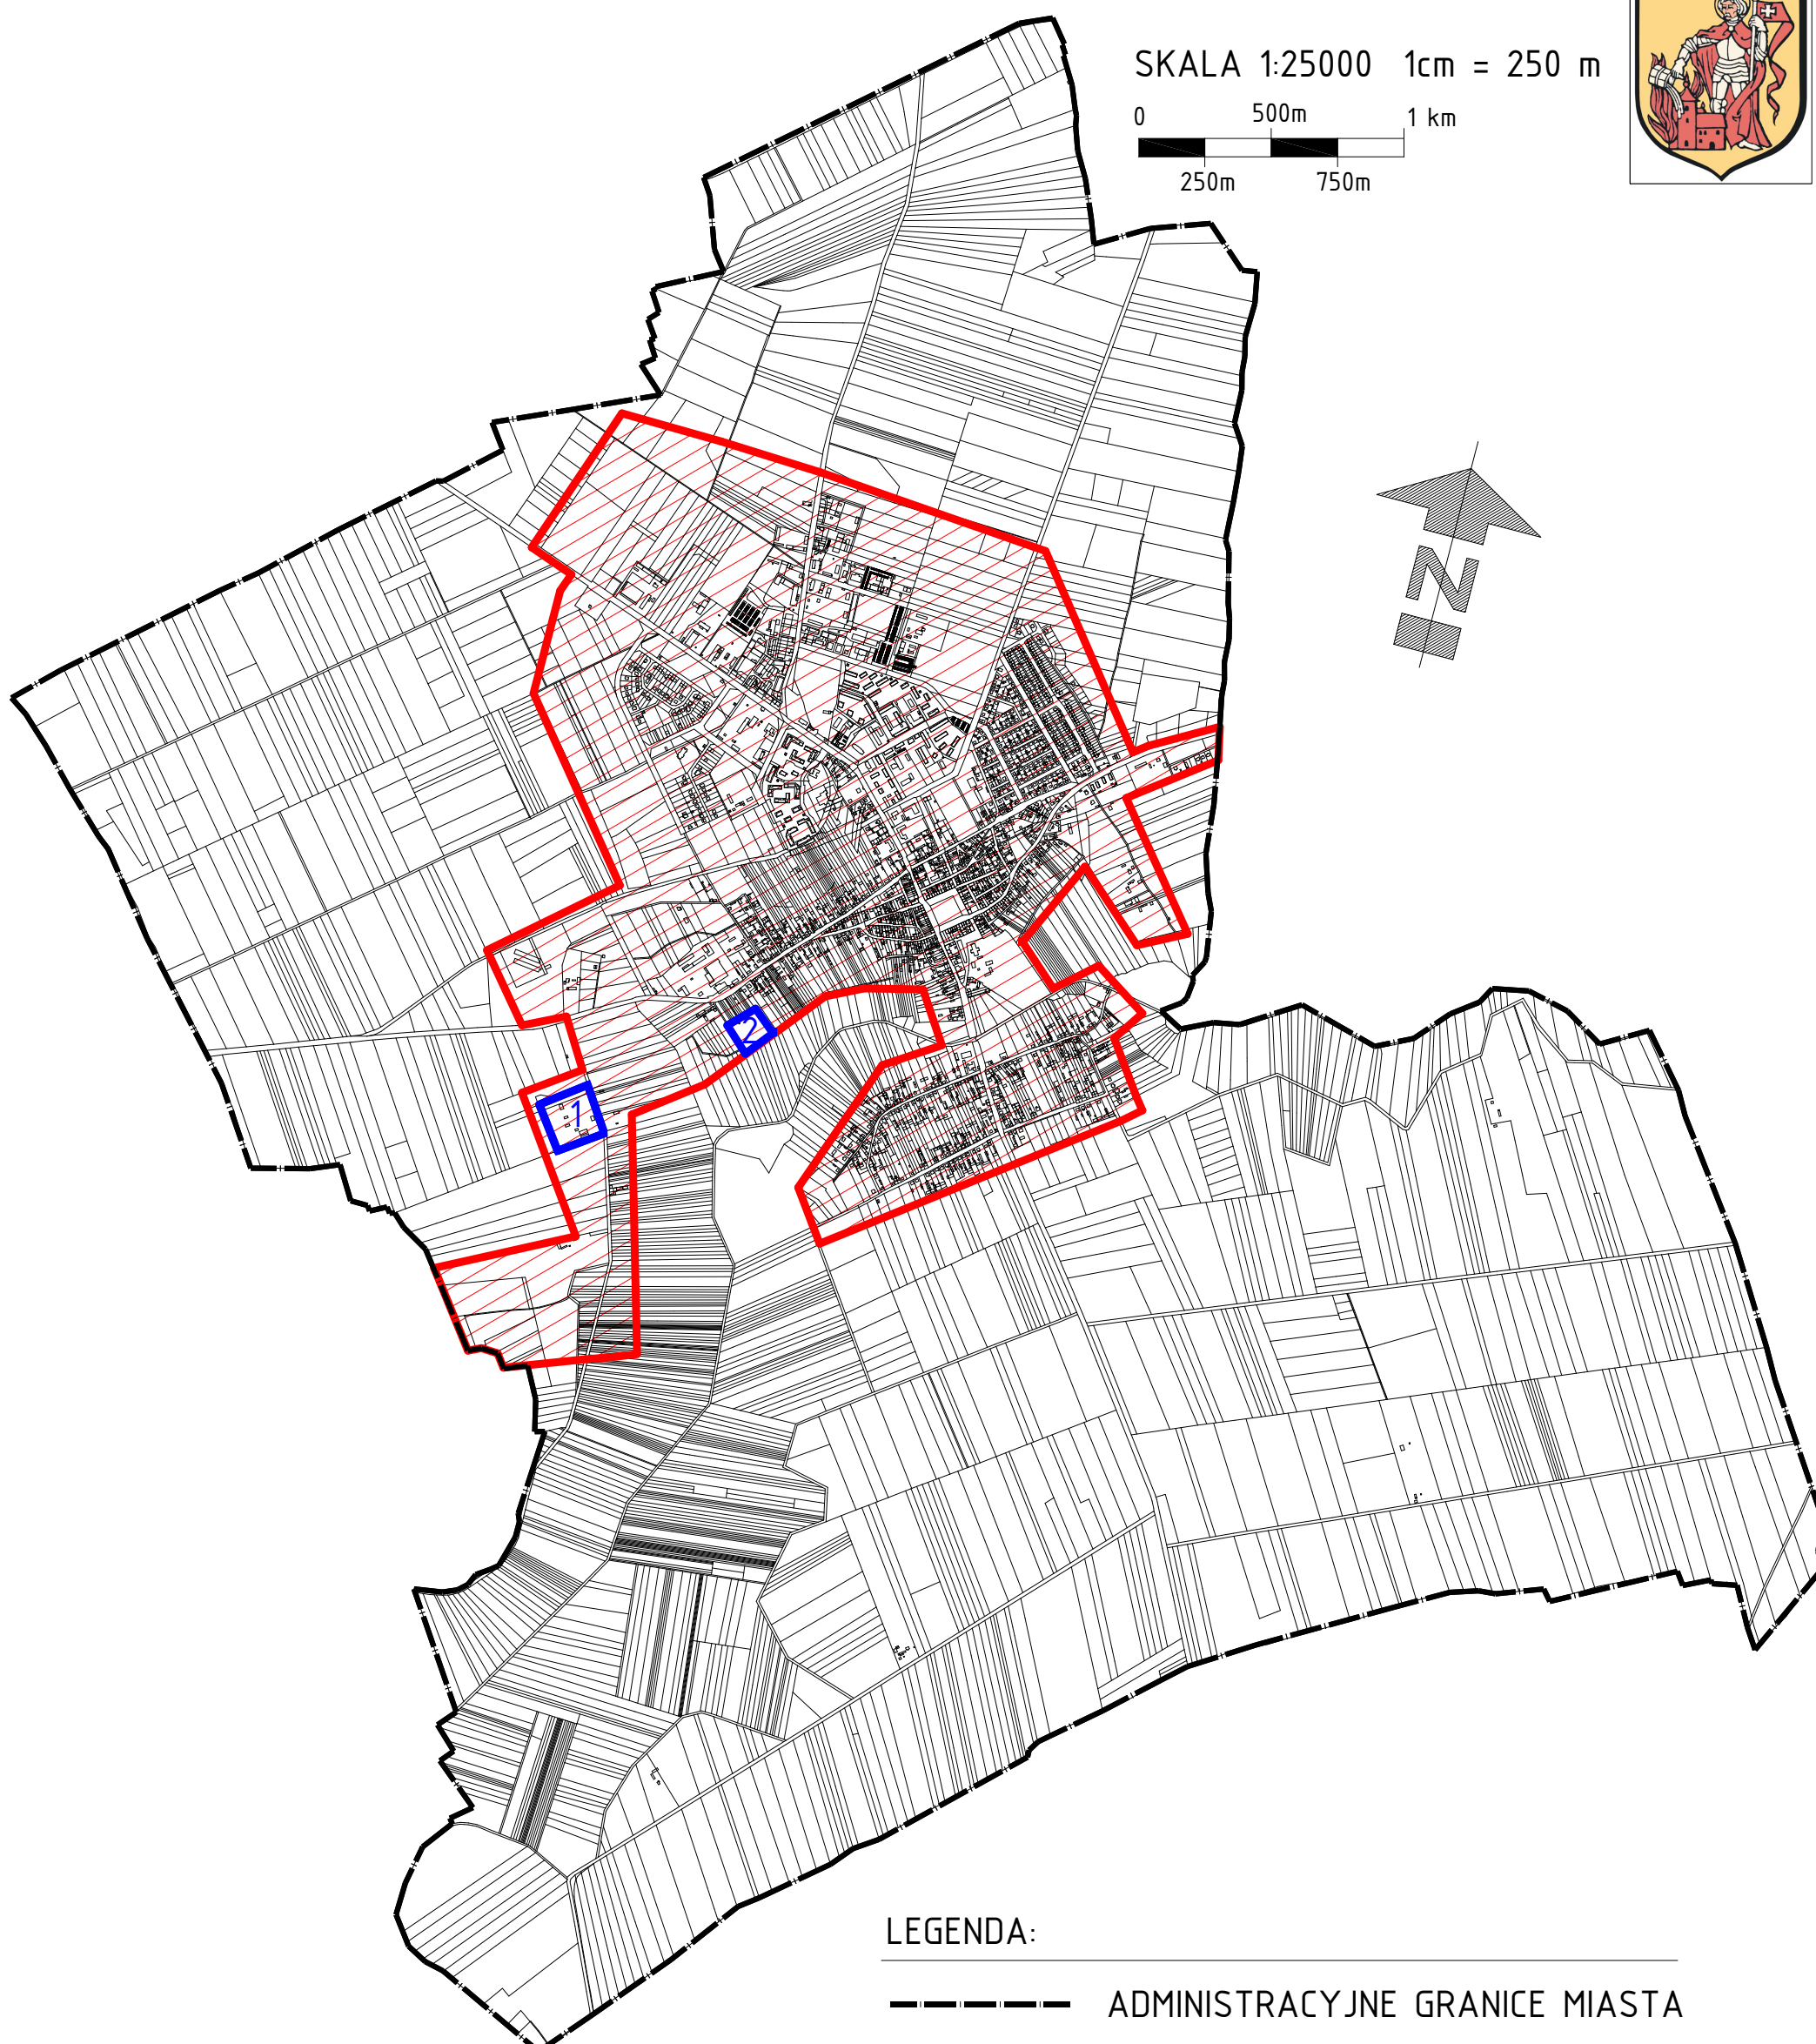 SKALA 1:25000 1cm = 250 m
0 500m 1 km
250m 750m
N
2
1
LEGENDA:
ADMINISTRACYJNE GRANICE MIASTA